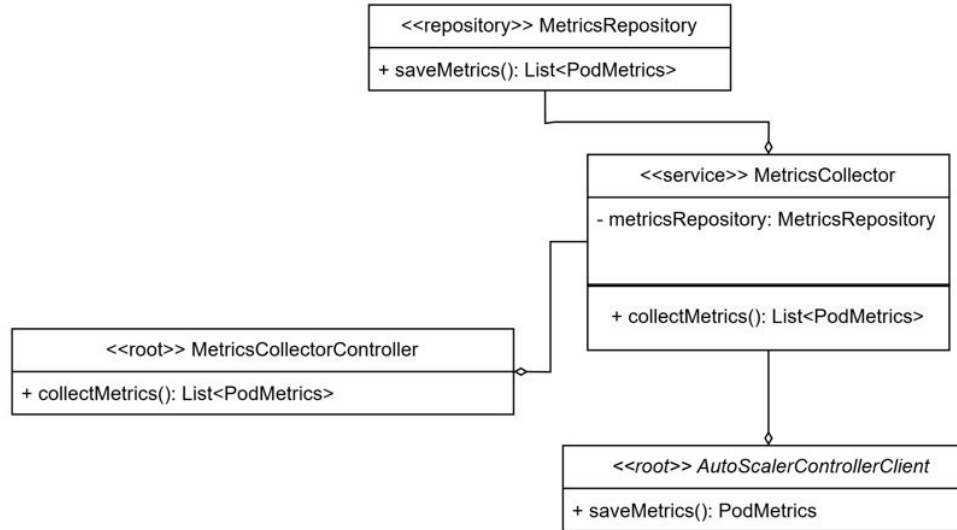 <<repository>> MetricsRepository
+ saveMetrics(): List<PodMetrics>
<<service>> MetricsCollector
- metricsRepository: MetricsRepository
+ collectMetrics(): List<PodMetrics>
<<root>> MetricsCollectorController
+ collectMetrics(): List<PodMetrics>
<<root>> AutoScalerControllerClient
+ saveMetrics(): PodMetrics